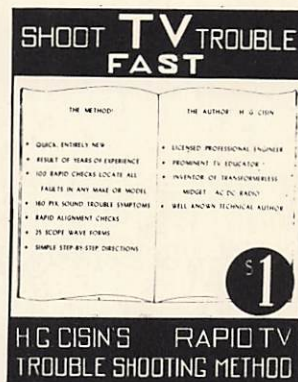 SHOOT TV TROUBLE
FAST
THE METHOD:
• QUICK, ENTIRELY NEW
• RESULT OF YEARS OF EXPERIENCE
• 100 RAPID CHECKS LOCATE ALL
FAULTS IN ANY MAKE OR MODEL
• 160 PIX SOUND TROUBLE SYMPTOMS
• RAPID ALIGNMENT CHECKS
• 25 SCOPE WAVE FORMS
• SIMPLE STEP-BY-STEP DIRECTIONS
THE AUTHOR: H G CISIN
• LICENSED PROFESSIONAL ENGINEER
• PROMINENT TV EDUCATOR
• INVENTOR OF TRANSFORMERLESS
MIDGET AC DC RADIO
• WELL KNOWN TECHNICAL AUTHOR
$1
H.G CISIN'S RAPID TV
TROUBLE SHOOTING METHOD